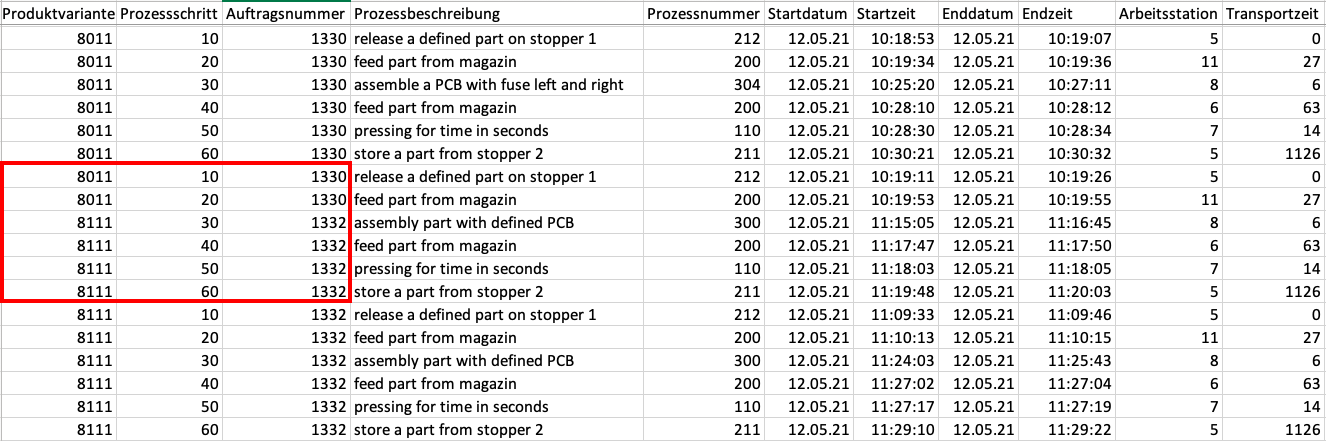 Produktvariante Prozessschritt Auftragsnummer Prozessbeschreibung Prozessnummer Startdatum Startzeit Enddatum Endzeit Arbeitsstation Transportzeit
8011 10 1330 release a defined part on stopper 1 212 12.05.21 10:18:53 12.05.21 10:19:07 5 0
8011 20 1330 feed part from magazin 200 12.05.21 10:19:34 12.05.21 10:19:36 11 27
8011 30 1330 assemble a PCB with fuse left and right 304 12.05.21 10:25:20 12.05.21 10:27:11 8 6
8011 40 1330 feed part from magazin 200 12.05.21 10:28:10 12.05.21 10:28:12 6 63
8011 50 1330 pressing for time in seconds 110 12.05.21 10:28:30 12.05.21 10:28:34 7 14
8011 60 1330 store a part from stopper 2 211 12.05.21 10:30:21 12.05.21 10:30:32 5 1126
8011 10 1330 release a defined part on stopper 1 212 12.05.21 10:19:11 12.05.21 10:19:26 5 0
8011 20 1330 feed part from magazin 200 12.05.21 10:19:53 12.05.21 10:19:55 11 27
8111 30 1332 assembly part with defined PCB 300 12.05.21 11:15:05 12.05.21 11:16:45 8 6
8111 40 1332 feed part from magazin 200 12.05.21 11:17:47 12.05.21 11:17:50 6 63
8111 50 1332 pressing for time in seconds 110 12.05.21 11:18:03 12.05.21 11:18:05 7 14
8111 60 1332 store a part from stopper 2 211 12.05.21 11:19:48 12.05.21 11:20:03 5 1126
8111 10 1332 release a defined part on stopper 1 212 12.05.21 11:09:33 12.05.21 11:09:46 5 0
8111 20 1332 feed part from magazin 200 12.05.21 11:10:13 12.05.21 11:10:15 11 27
8111 30 1332 assembly part with defined PCB 300 12.05.21 11:24:03 12.05.21 11:25:43 8 6
8111 40 1332 feed part from magazin 200 12.05.21 11:27:02 12.05.21 11:27:04 6 63
8111 50 1332 pressing for time in seconds 110 12.05.21 11:27:17 12.05.21 11:27:19 7 14
8111 60 1332 store a part from stopper 2 211 12.05.21 11:29:10 12.05.21 11:29:22 5 1126